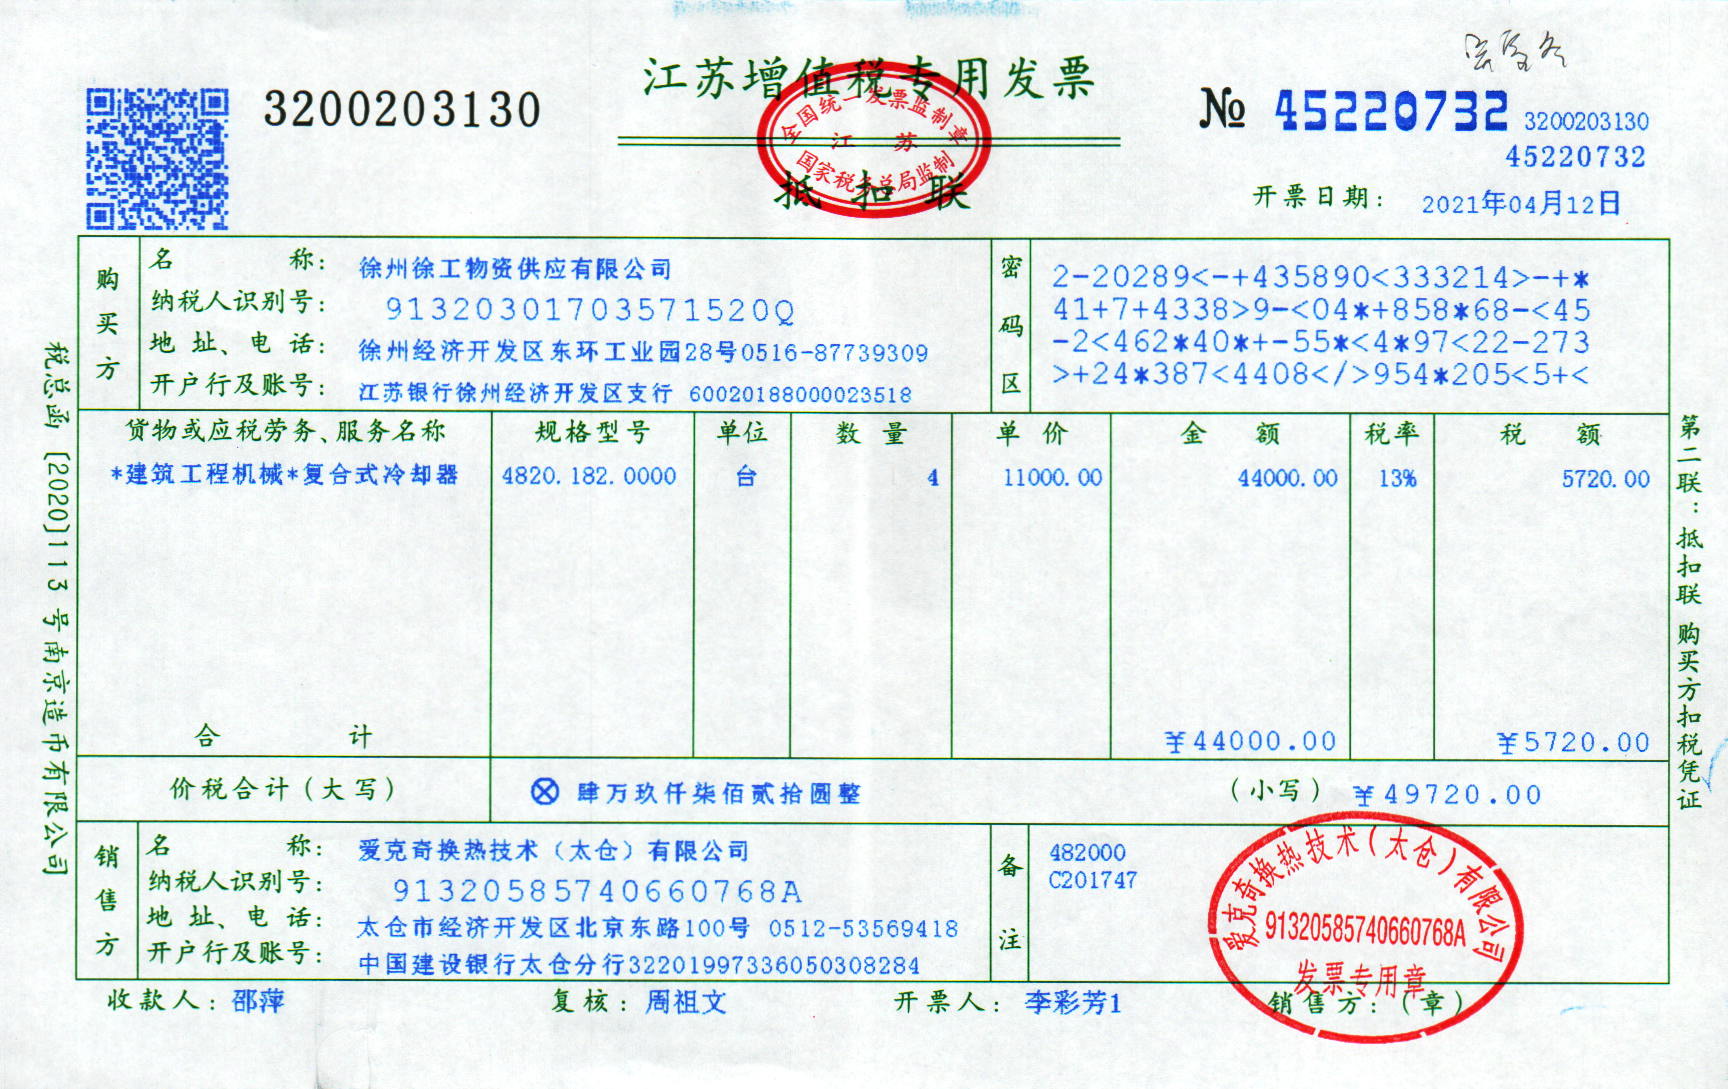 江苏增值税专用发票
全国统一发票监制章
江 苏
国家税务总局监制
抵扣联
3200203130
№ 45220732
3200203130
45220732
开票日期: 2021年04月12日
购买方
名 称: 徐州徐工物资供应有限公司
纳税人识别号: 91320301703571520Q
地 址、电 话: 徐州经济开发区东环工业园28号0516-87739309
开户行及账号: 江苏银行徐州经济开发区支行 60020188000023518
密码区
2-20289<-+435890<333214>-+*
41+7+4338>9-<04*+858*68-<45
-2<462*40*+-55*<4*97<22-273
>+24*387<4408</>954*205<5+<
货物或应税劳务、服务名称 规格型号 单位 数 量 单 价 金 额 税率 税 额
*建筑工程机械*复合式冷却器 4820.182.0000 台 4 11000.00 44000.00 13% 5720.00
合 计 ¥44000.00 ¥5720.00
价税合计(大写) ⊗ 肆万玖仟柒佰贰拾圆整 (小写) ¥49720.00
销售方
名 称: 爱克奇换热技术(太仓)有限公司
纳税人识别号: 91320585740660768A
地 址、电 话: 太仓市经济开发区北京东路100号 0512-53569418
开户行及账号: 中国建设银行太仓分行32201997336050308284
备注
482000
C201747
爱克奇换热技术(太仓)有限公司
91320585740660768A
发票专用章
收款人: 邵萍 复核: 周祖文 开票人: 李彩芳1 销售方:(章)
税总函[2020]113号南京造币有限公司
第二联:抵扣联 购买方扣税凭证